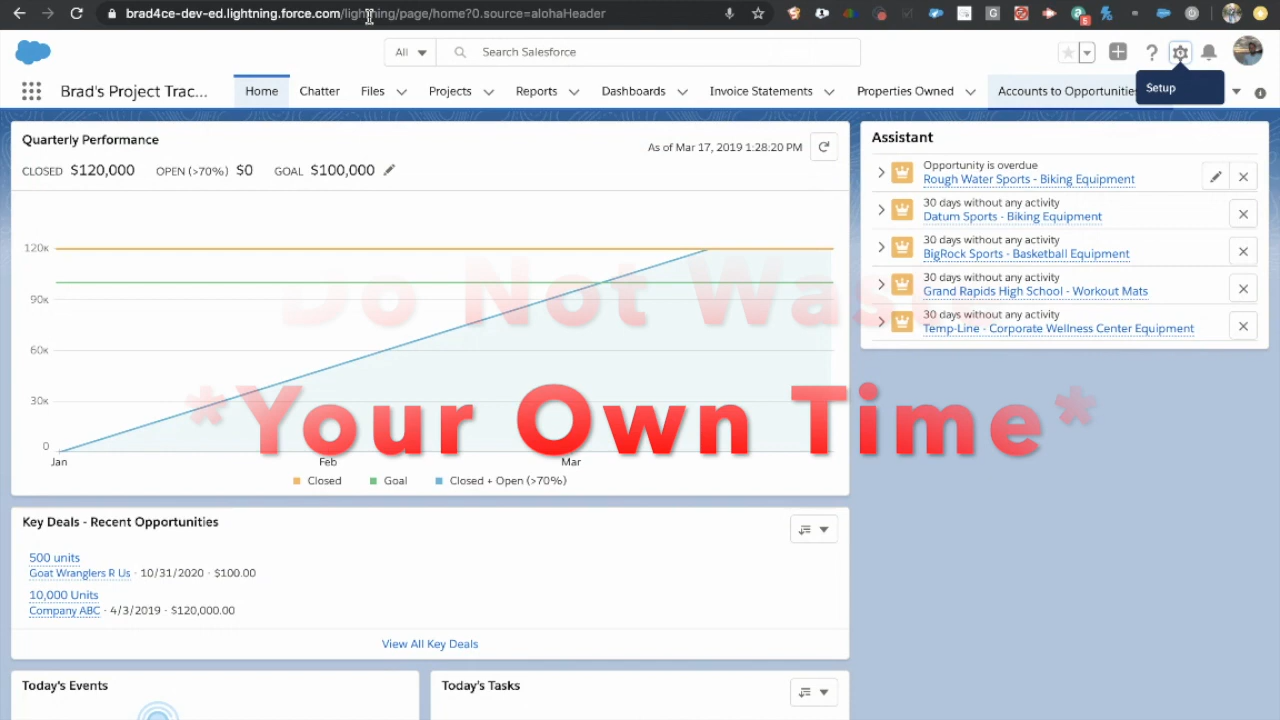 brad4ce-dev-ed.lightning.force.com/lightning/page/home?0.source=alohaHeader
All
Search Salesforce
Setup
Brad's Project Trac...
Home
Chatter
Files
Projects
Reports
Dashboards
Invoice Statements
Properties Owned
Accounts to Opportunities
Quarterly Performance
As of Mar 17, 2019 1:28:20 PM
CLOSED $120,000 OPEN (>70%) $0 GOAL $100,000
120K
90K
60K
30K
0
Jan Feb Mar
Closed Goal Closed + Open (>70%)
Do Not Wast
*Your Own Time*
Assistant
Opportunity is overdue
Rough Water Sports - Biking Equipment
30 days without any activity
Datum Sports - Biking Equipment
30 days without any activity
BigRock Sports - Basketball Equipment
30 days without any activity
Grand Rapids High School - Workout Mats
30 days without any activity
Temp-Line - Corporate Wellness Center Equipment
Key Deals - Recent Opportunities
500 units
Goat Wranglers R Us · 10/31/2020 · $100.00
10,000 Units
Company ABC · 4/3/2019 · $120,000.00
View All Key Deals
Today's Events
Today's Tasks